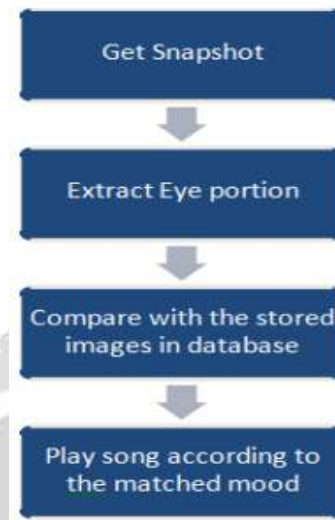 Get Snapshot
Extract Eye portion
Compare with the stored
images in database
Play song according to
the matched mood